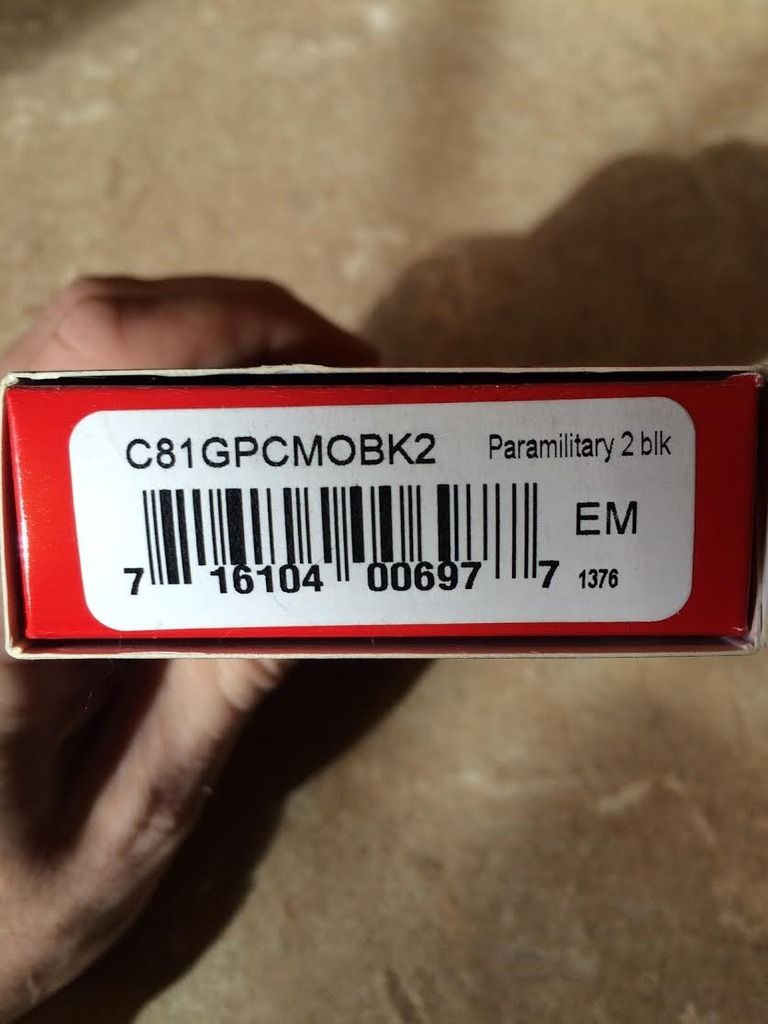 C81GPCMOBK2 Paramilitary 2 blk
EM
7 16104 00697 7 1376